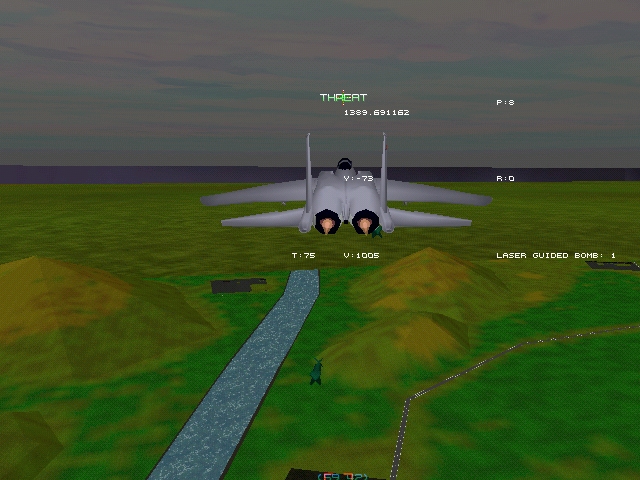 THREAT
1389.691162
P:8
V:-73
R:0
T:75
V:1005
LASER GUIDED BOMB: 1